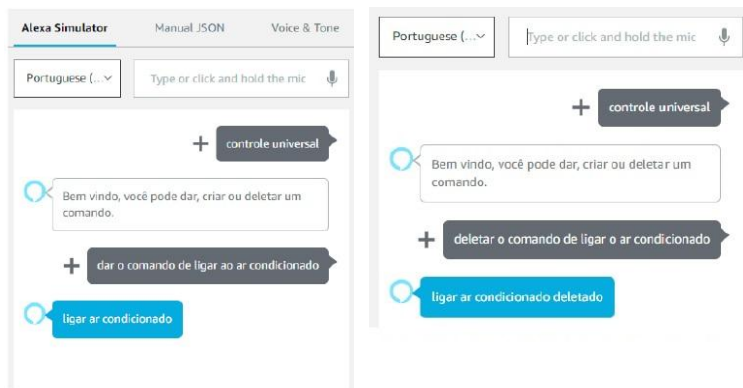 Alexa Simulator Manual JSON Voice & Tone
Portuguese (... Type or click and hold the mic
controle universal
Bem vindo, você pode dar, criar ou deletar um
comando.
dar o comando de ligar ao ar condicionado
ligar ar condicionado
Portuguese (... Type or click and hold the mic
controle universal
Bem vindo, você pode dar, criar ou deletar um
comando.
deletar o comando de ligar o ar condicionado
ligar ar condicionado deletado